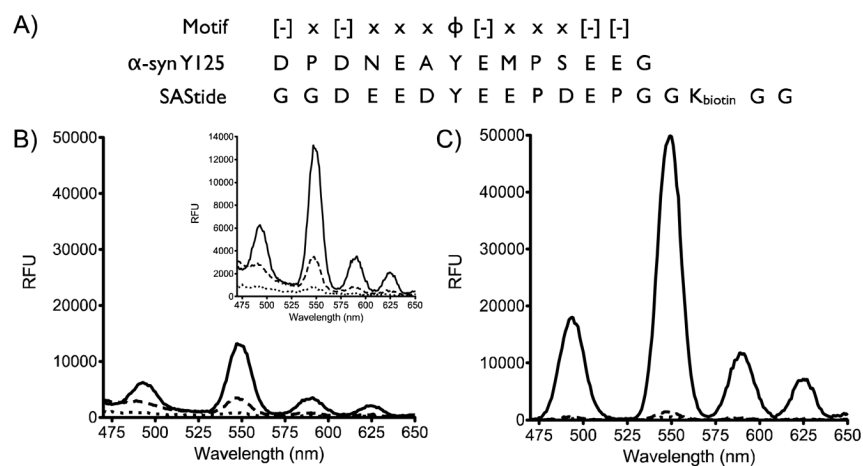 A)
Motif [-] x [-] x x x ϕ [-] x x x [-] [-]
α-syn Y125 D P D N E A Y E M P S E E G
SAStide G G D E E D Y E E P D E P G G Kbiotin G G
B)
50000
40000
30000
20000
10000
0
RFU
475 500 525 550 575 600 625 650
Wavelength (nm)
14000
12000
10000
8000
6000
4000
2000
0
RFU
475 500 525 550 575 600 625 650
Wavelength (nm)
C)
50000
40000
30000
20000
10000
0
RFU
475 500 525 550 575 600 625 650
Wavelength (nm)